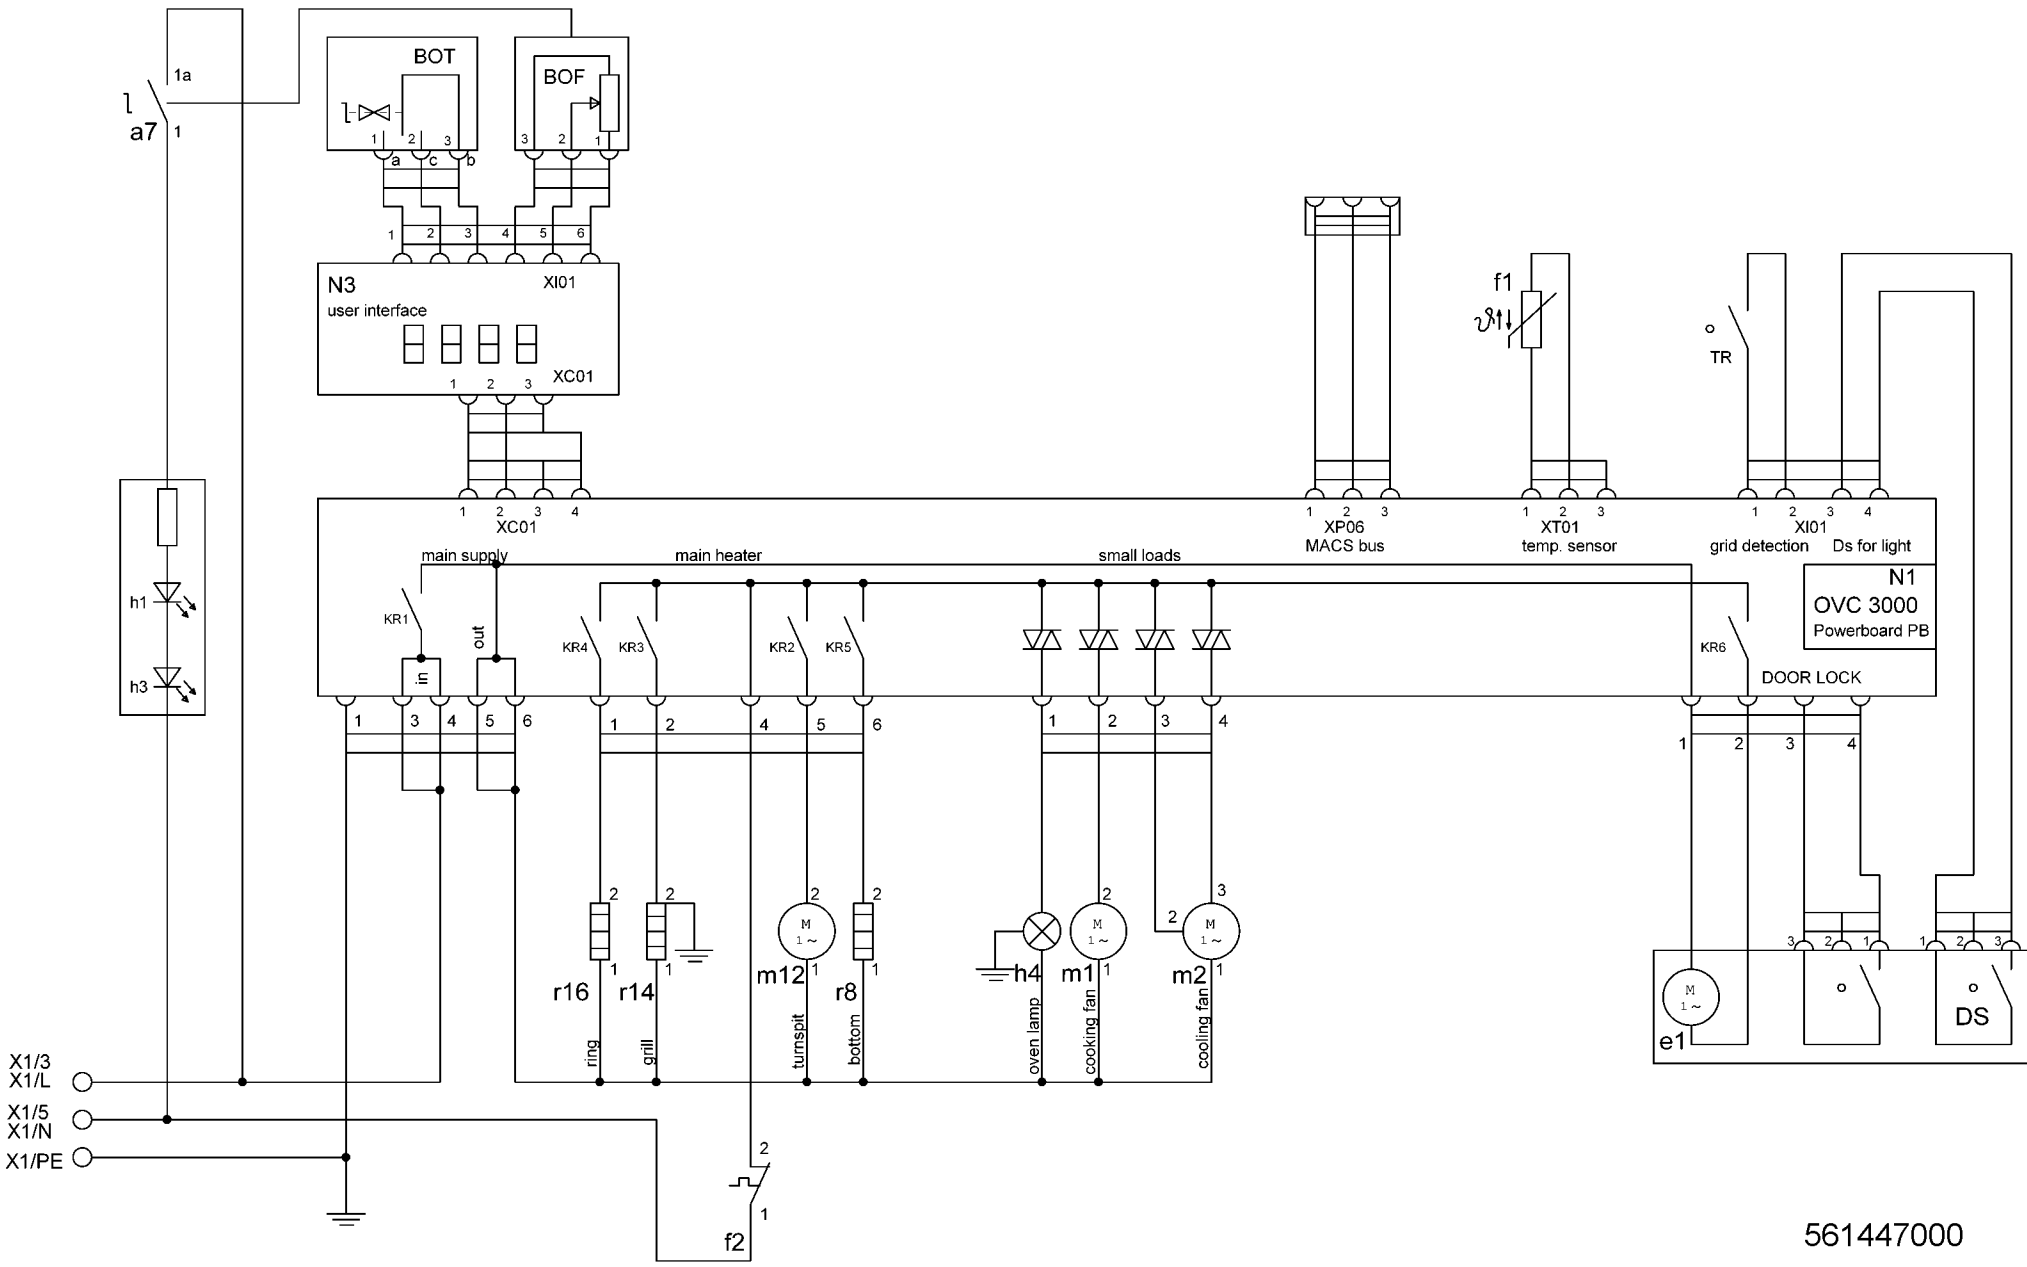 1a
a7
1
BOT
1
2
3
a
c
b
BOF
3
2
1
1
2
3
4
5
6
N3
XI01
user interface
XC01
1
2
3
h1
h3
1
2
3
4
XC01
1
2
3
XP06
MACS bus
f1
ϑ
1
2
3
XT01
temp. sensor
TR
1
2
3
4
XI01
grid detection
Ds for light
main supply
main heater
small loads
N1
OVC 3000
Powerboard PB
KR1
out
in
KR4
KR3
KR2
KR5
KR6
DOOR LOCK
1
3
4
5
6
1
2
4
5
6
1
2
3
4
1
2
3
4
2
1
r16
ring
2
1
r14
grill
2
M
1~
m12
1
turnspit
2
1
r8
bottom
h4
oven lamp
2
M
1~
m1
1
cooking fan
3
2
M
1~
m2
1
cooling fan
3
2
1
1
2
3
M
1~
e1
DS
X1/3
X1/L
X1/5
X1/N
X1/PE
2
1
f2
561447000